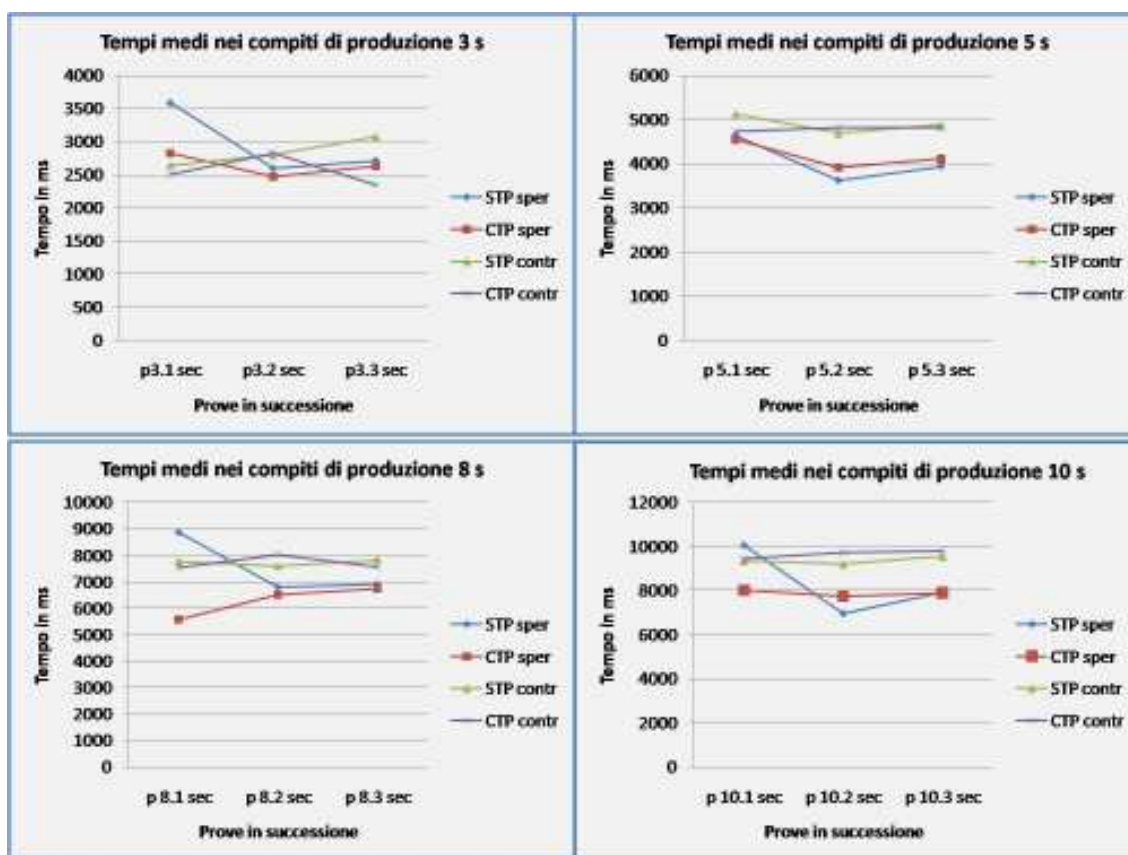 Tempi medi nei compiti di produzione 3 s
4000
3500
3000
2500
2000
1500
1000
500
0
Tempo in ms
p3.1 sec p3.2 sec p3.3 sec
Prove in successione
STP sper
CTP sper
STP contr
CTP contr
Tempi medi nei compiti di produzione 5 s
6000
5000
4000
3000
2000
1000
0
Tempo in ms
p 5.1 sec p 5.2 sec p 5.3 sec
Prove in successione
STP sper
CTP sper
STP contr
CTP contr
Tempi medi nei compiti di produzione 8 s
10000
9000
8000
7000
6000
5000
4000
3000
2000
1000
0
Tempo in ms
p 8.1 sec p 8.2 sec p 8.3 sec
Prove in successione
STP sper
CTP sper
STP contr
CTP contr
Tempi medi nei compiti di produzione 10 s
12000
10000
8000
6000
4000
2000
0
Tempo in ms
p 10.1 sec p 10.2 sec p 10.3 sec
Prove in successione
STP sper
CTP sper
STP contr
CTP contr